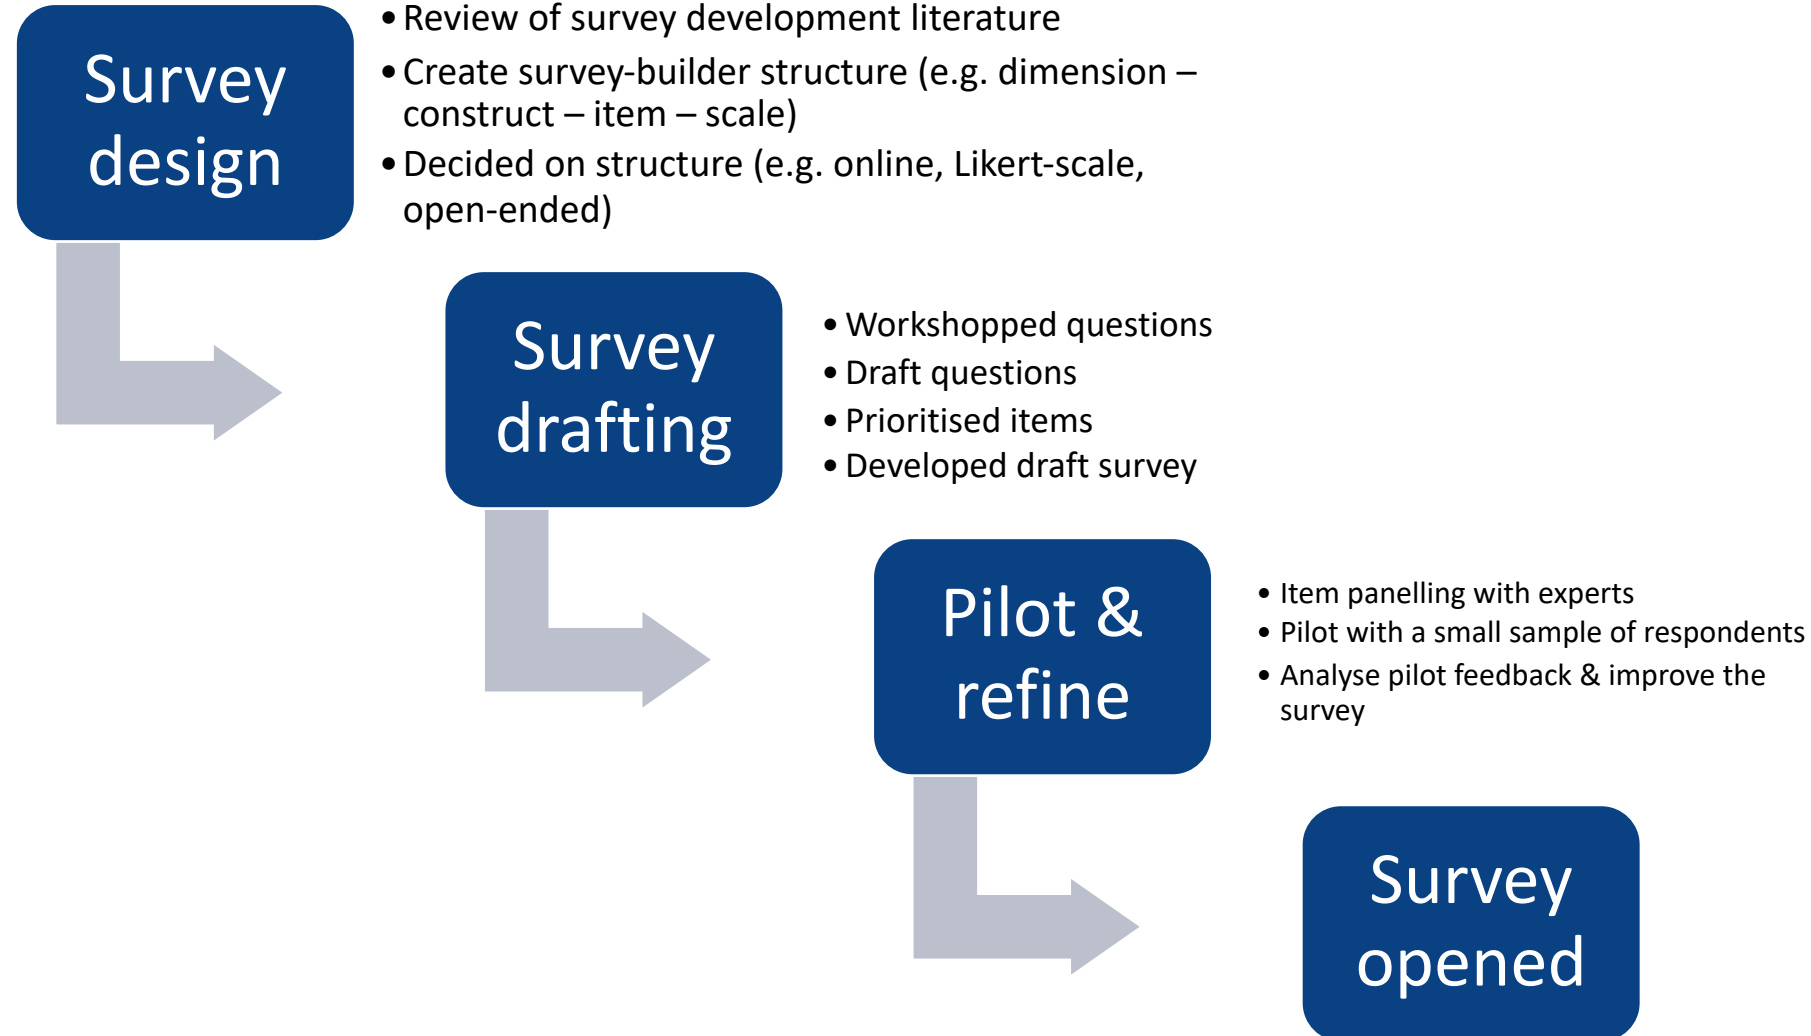 Survey
design
•Review of survey development literature
•Create survey-builder structure (e.g. dimension –
construct – item – scale)
•Decided on structure (e.g. online, Likert-scale,
open-ended)
Survey
drafting
•Workshopped questions
•Draft questions
•Prioritised items
•Developed draft survey
Pilot &
refine
• Item panelling with experts
• Pilot with a small sample of respondents
• Analyse pilot feedback & improve the
survey
Survey
opened